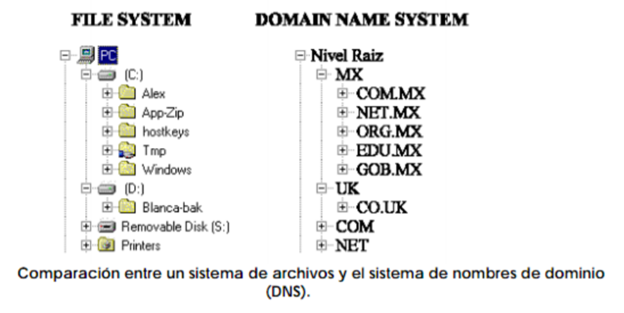 FILE SYSTEM
PC
(C:)
Alex
App-Zip
hostkeys
Tmp
Windows
(D:)
Blanca-bak
Removable Disk (S:)
Printers
DOMAIN NAME SYSTEM
Nivel Raiz
MX
COM.MX
NET.MX
ORG.MX
EDU.MX
GOB.MX
UK
CO.UK
COM
NET
Comparación entre un sistema de archivos y el sistema de nombres de dominio
(DNS).